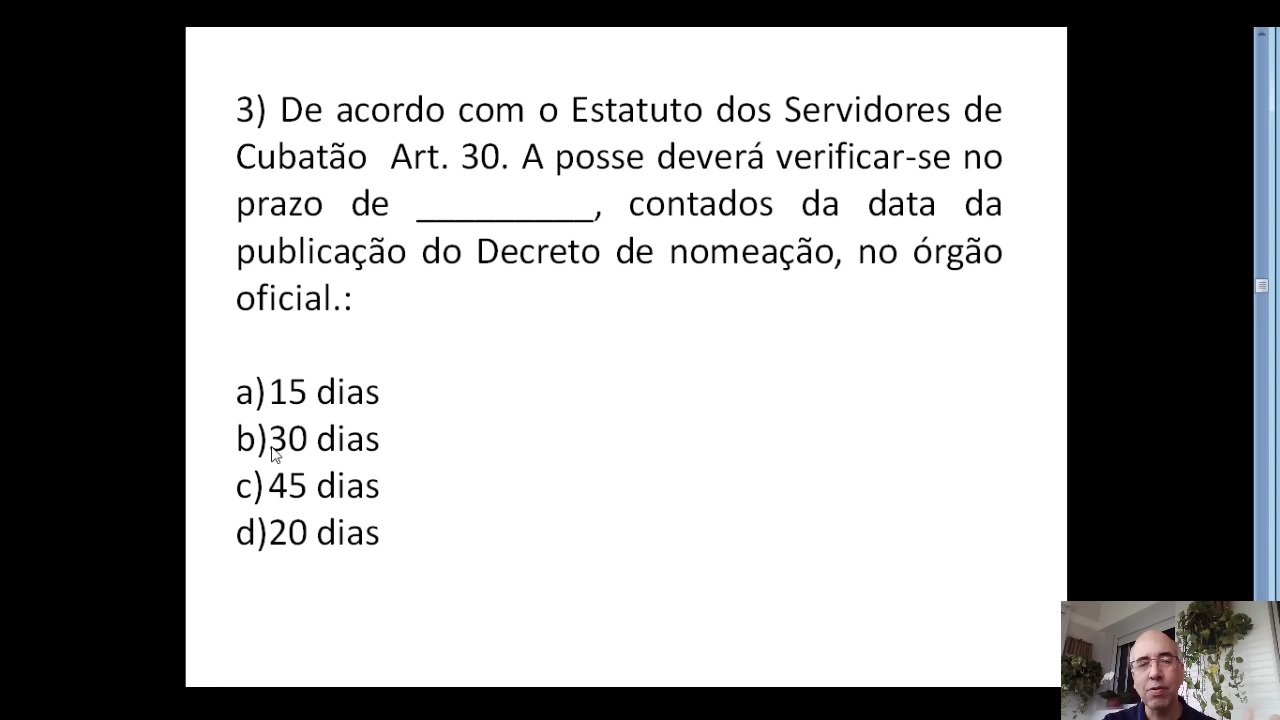 3) De acordo com o Estatuto dos Servidores de
Cubatão Art. 30. A posse deverá verificar-se no
prazo de _________, contados da data da
publicação do Decreto de nomeação, no órgão
oficial.:
a) 15 dias
b) 30 dias
c) 45 dias
d) 20 dias